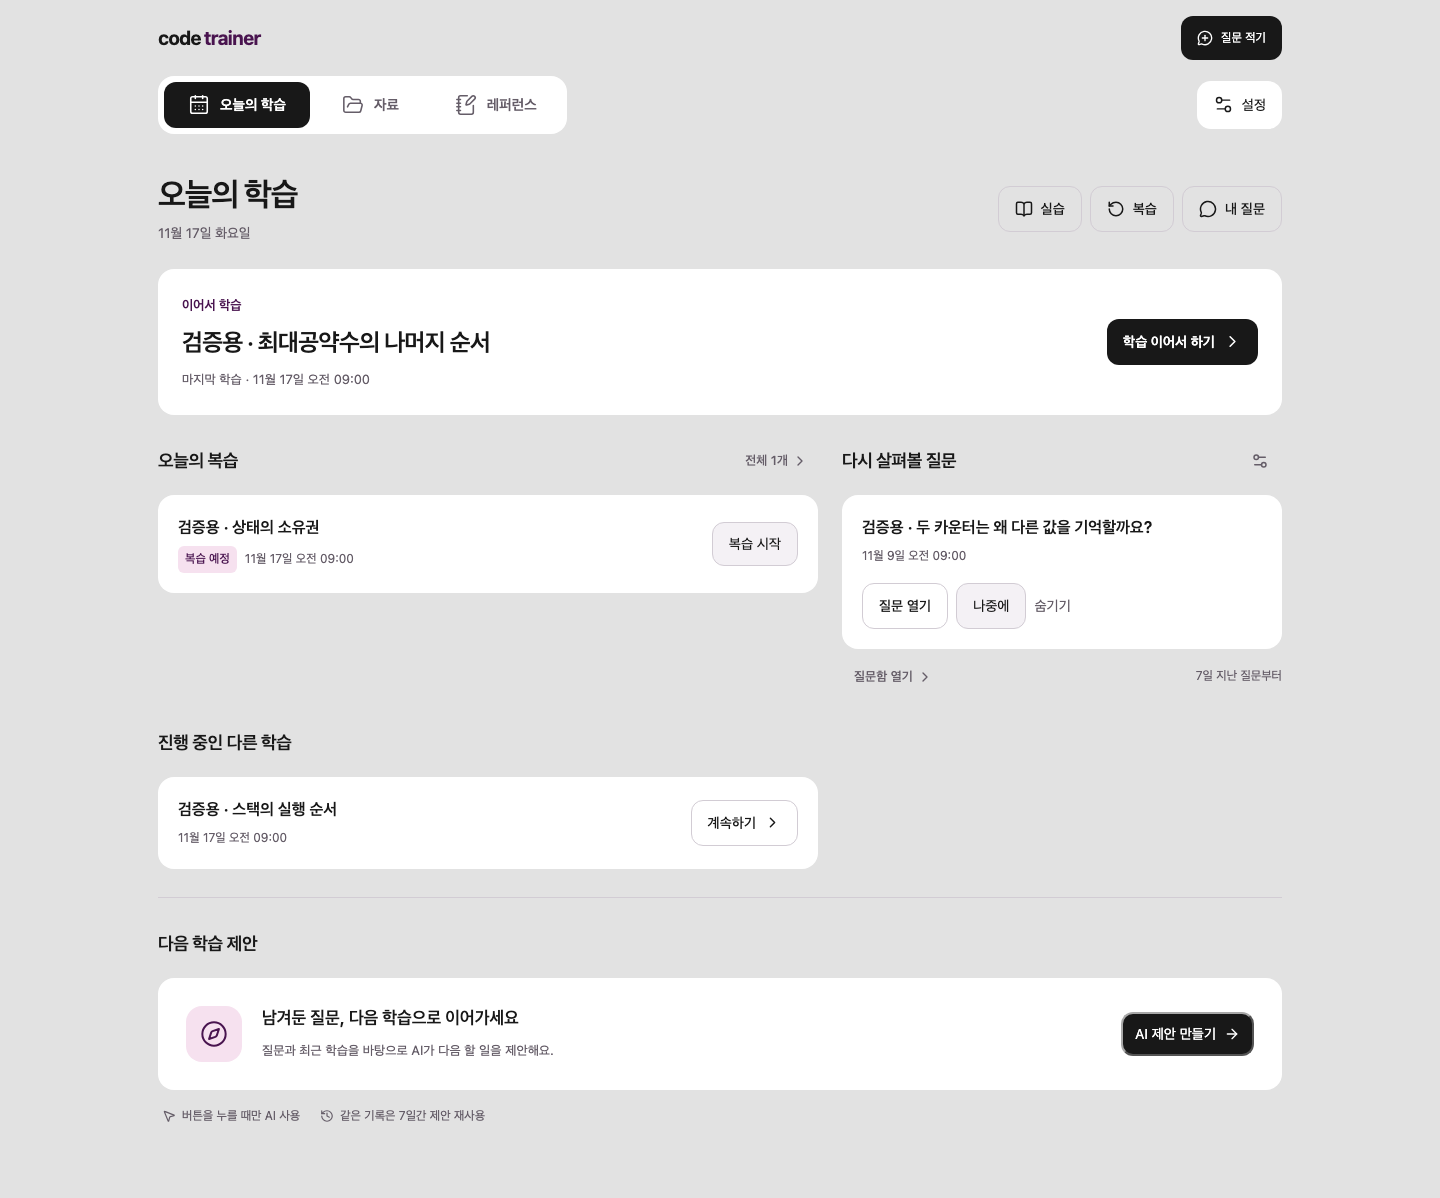 code trainer
질문 적기
오늘의 학습
자료
레퍼런스
설정
오늘의 학습
11월 17일 화요일
실습
복습
내 질문
이어서 학습
검증용 · 최대공약수의 나머지 순서
마지막 학습 · 11월 17일 오전 09:00
학습 이어서 하기
오늘의 복습
전체 1개
검증용 · 상태의 소유권
복습 예정
11월 17일 오전 09:00
복습 시작
다시 살펴볼 질문
검증용 · 두 카운터는 왜 다른 값을 기억할까요?
11월 9일 오전 09:00
질문 열기
나중에
숨기기
질문함 열기
7일 지난 질문부터
진행 중인 다른 학습
검증용 · 스택의 실행 순서
11월 17일 오전 09:00
계속하기
다음 학습 제안
남겨둔 질문, 다음 학습으로 이어가세요
질문과 최근 학습을 바탕으로 AI가 다음 할 일을 제안해요.
AI 제안 만들기
버튼을 누를 때만 AI 사용
같은 기록은 7일간 제안 재사용